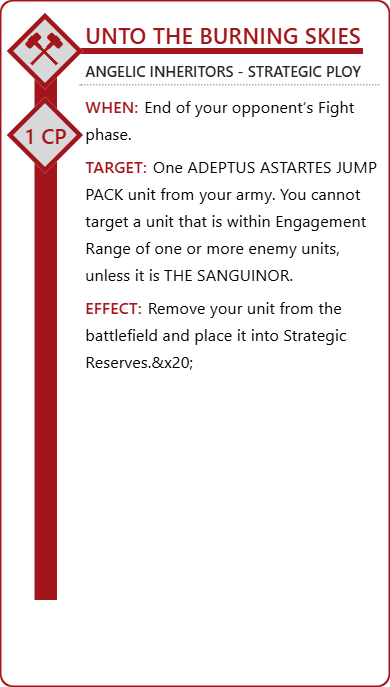 UNTO THE BURNING SKIES
ANGELIC INHERITORS - STRATEGIC PLOY
WHEN: End of your opponent's Fight
phase.
1 CP
TARGET: One ADEPTUS ASTARTES JUMP
PACK unit from your army. You cannot
target a unit that is within Engagement
Range of one or more enemy units,
unless it is THE SANGUINOR.
EFFECT: Remove your unit from the
battlefield and place it into Strategic
Reserves.&x20;